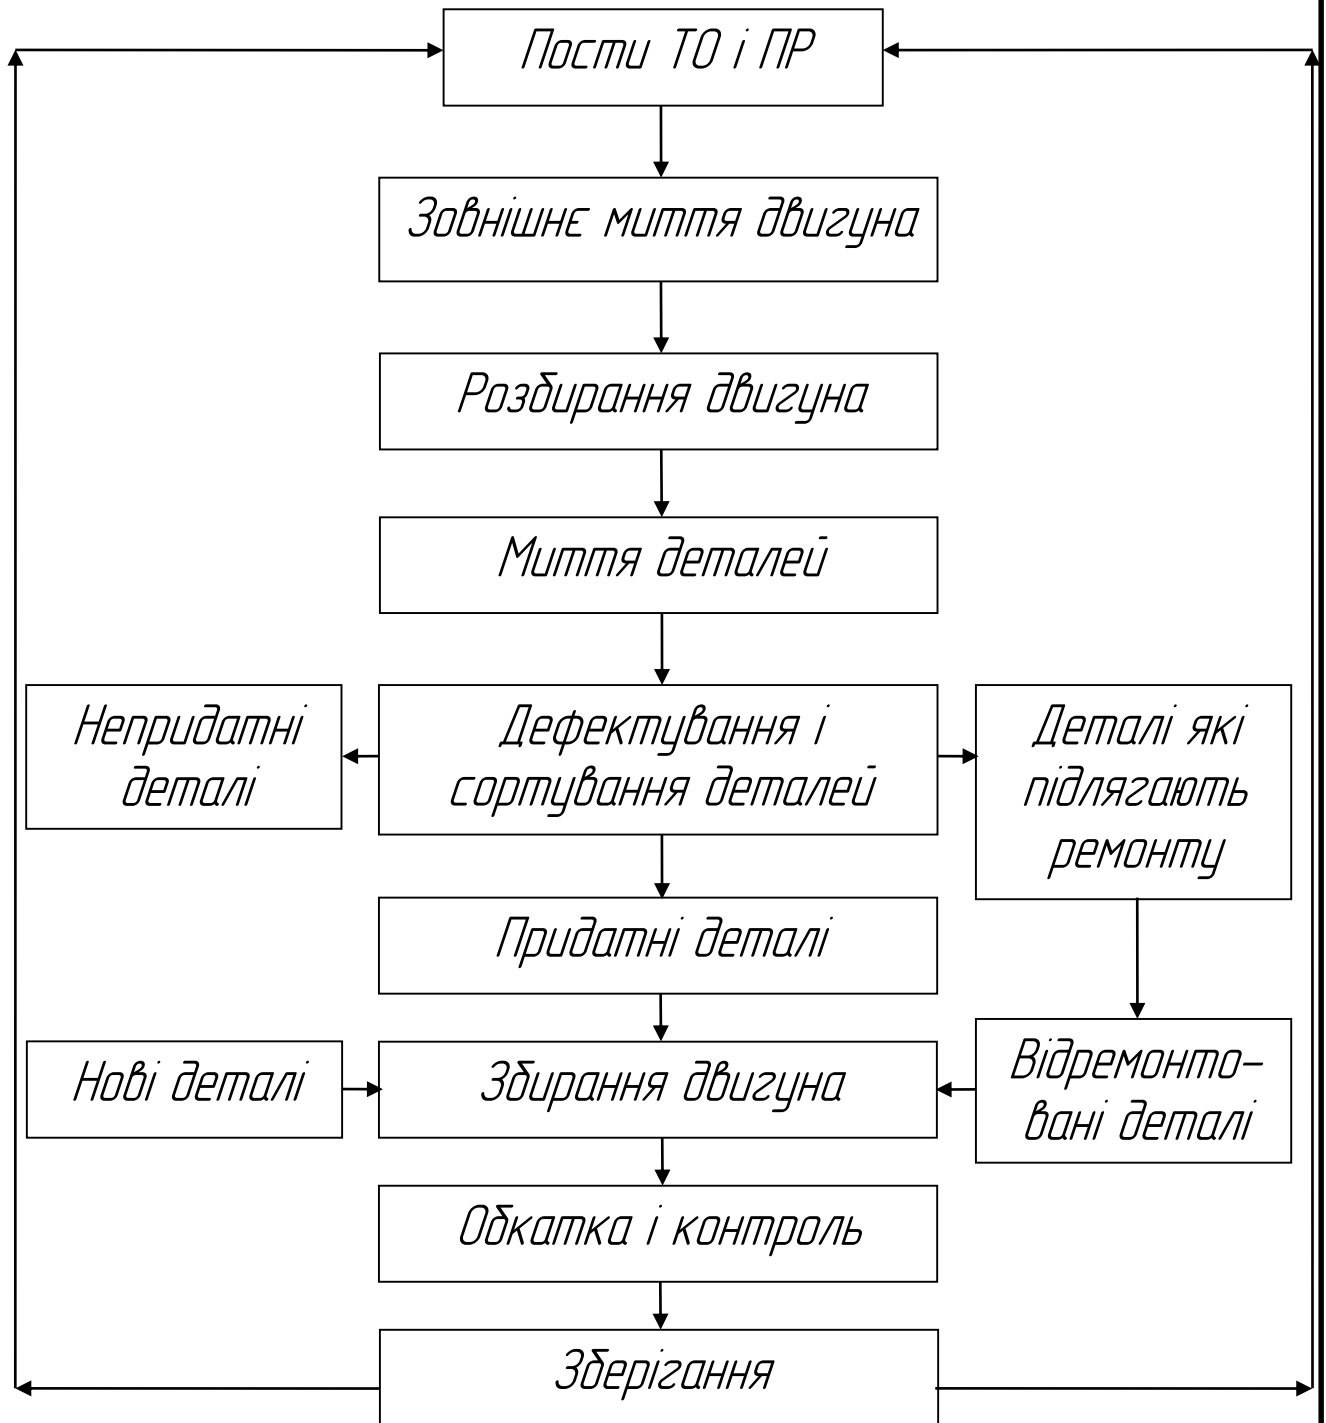 Пости ТО і ПР
Зовнішнє миття двигуна
Розбирання двигуна
Миття деталей
Непридатні
деталі
Дефектування і
сортування деталей
Деталі які
підлягають
ремонту
Придатні деталі
Нові деталі
Збирання двигуна
Відремонто-
вані деталі
Обкатка і контроль
Зберігання